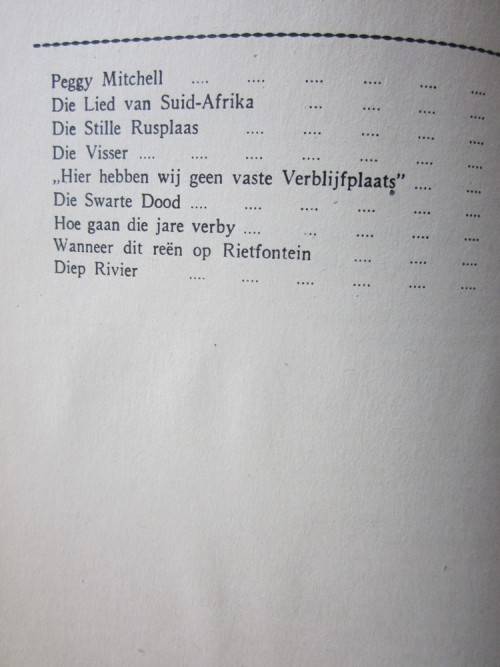 Peggy Mitchell .... .... .... .... .... ....
Die Lied van Suid-Afrika ... .... .... ....
Die Stille Rusplaas .... .... .... .... ....
Die Visser .... .... .... .... .... .... ....
„Hier hebben wij geen vaste Verblijfplaats” .... ....
Die Swarte Dood .... .... .... .... .... ....
Hoe gaan die jare verby .... .. .... .... ....
Wanneer dit reën op Rietfontein .... .... ....
Diep Rivier .... .... .... .... .... ....